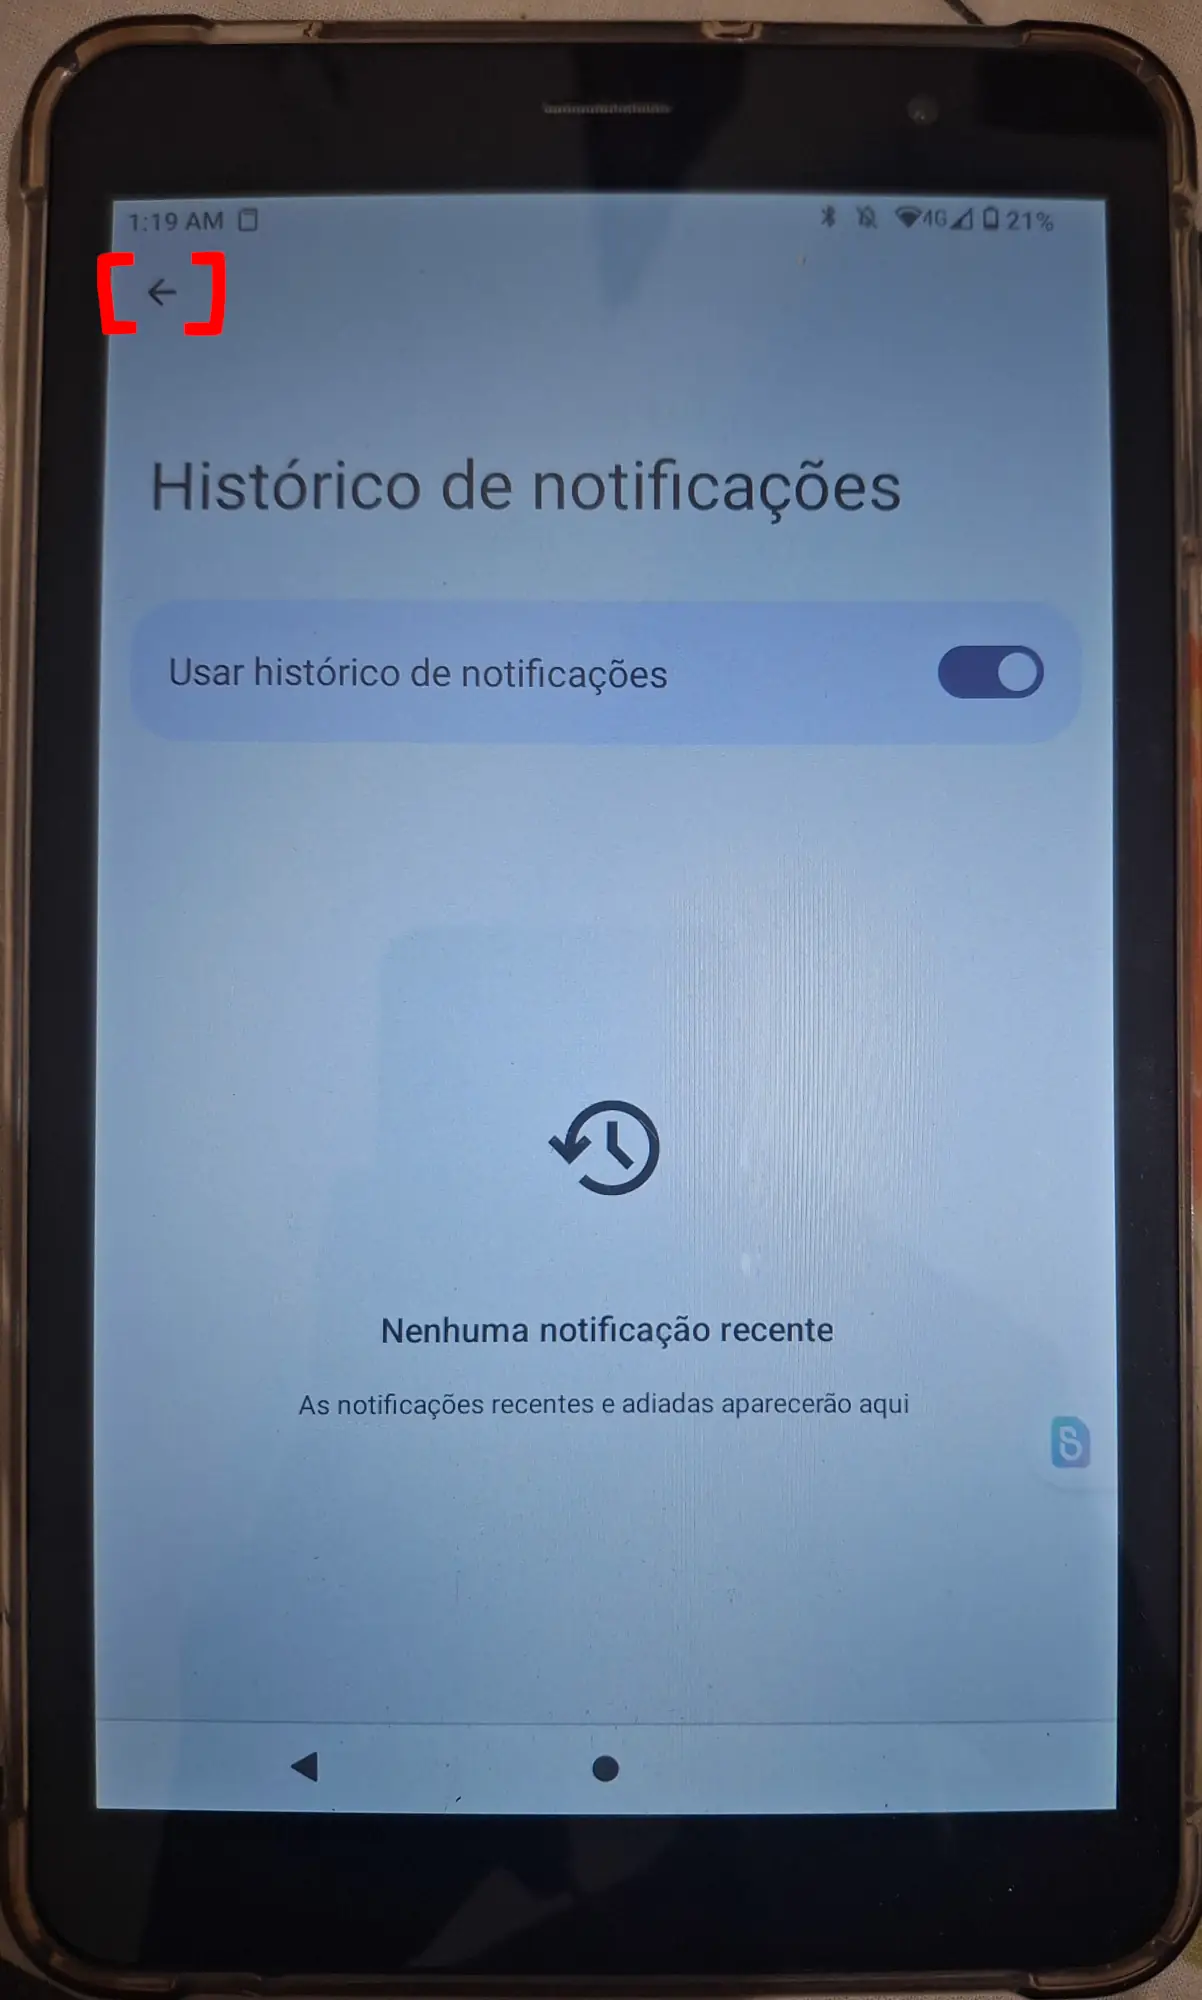 1:19 AM 4G 21%
Histórico de notificações
Usar histórico de notificações
Nenhuma notificação recente
As notificações recentes e adiadas aparecerão aqui
S